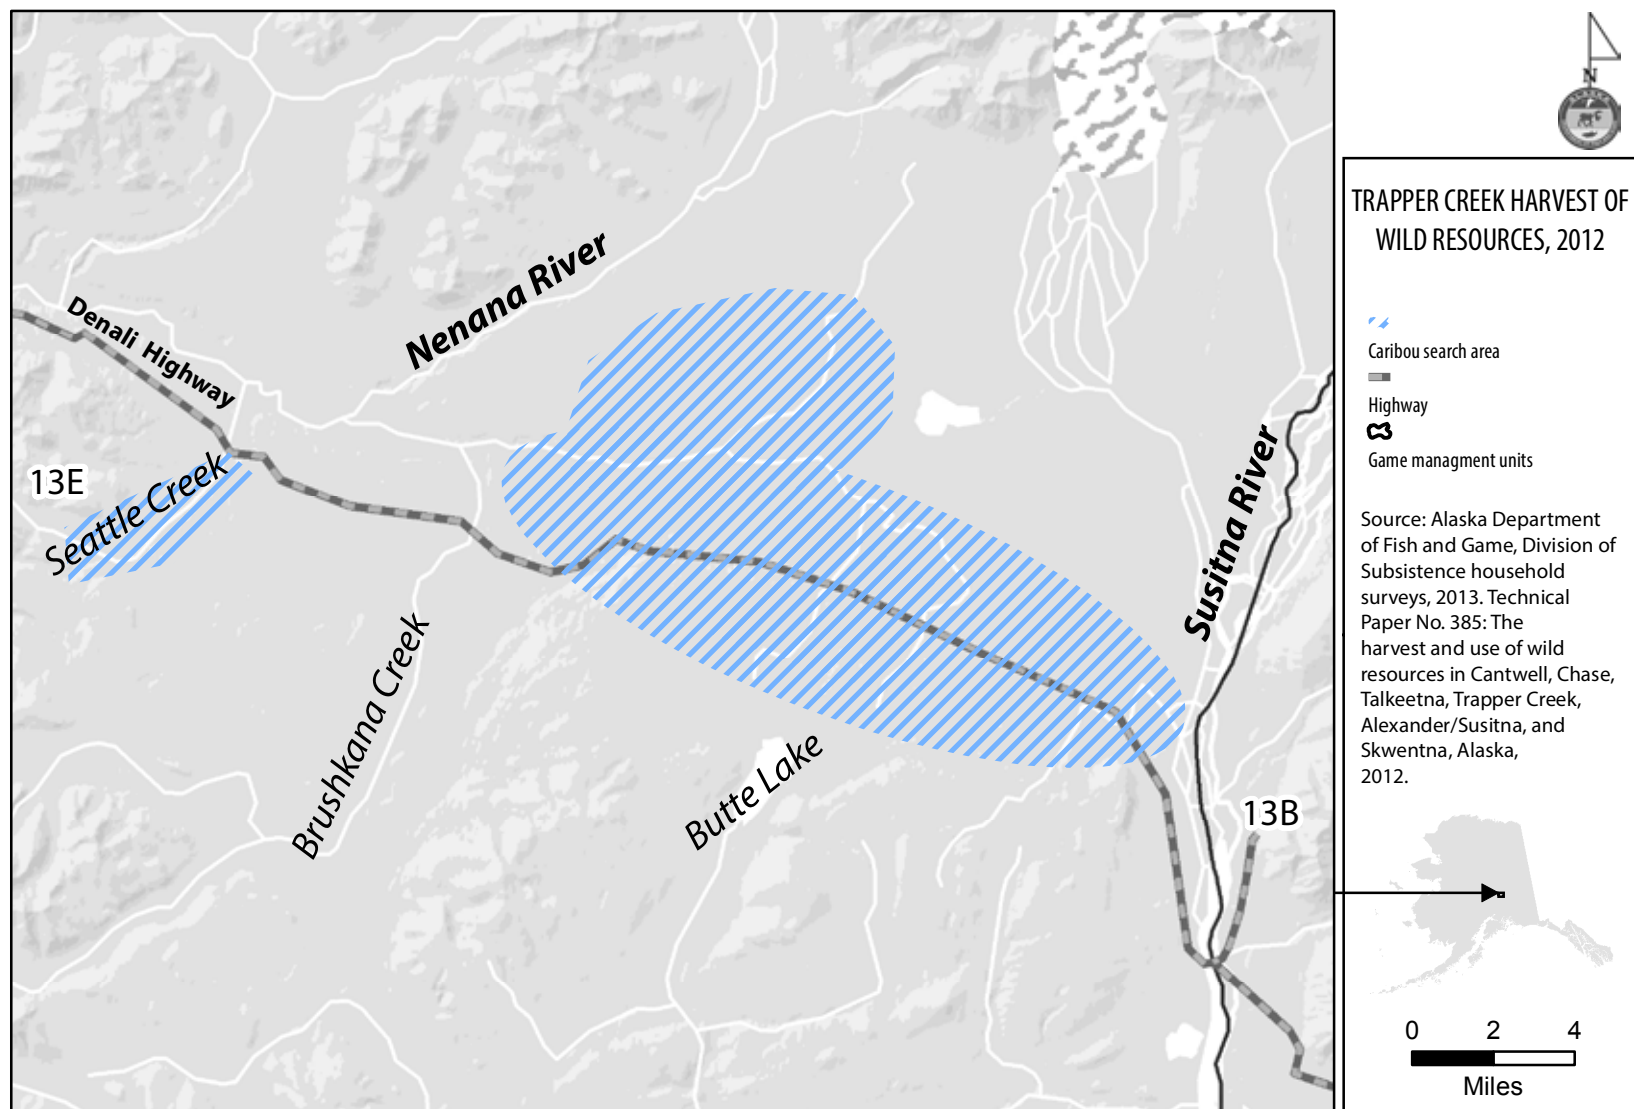 N
ALASKA
TRAPPER CREEK HARVEST OF
WILD RESOURCES, 2012
Caribou search area
Highway
Game managment units
Source: Alaska Department
of Fish and Game, Division of
Subsistence household
surveys, 2013. Technical
Paper No. 385: The
harvest and use of wild
resources in Cantwell, Chase,
Talkeetna, Trapper Creek,
Alexander/Susitna, and
Skwentna, Alaska,
2012.
0 2 4
Miles
Denali Highway
Nenana River
13E
Seattle Creek
Susitna River
Brushkana Creek
Butte Lake
13B